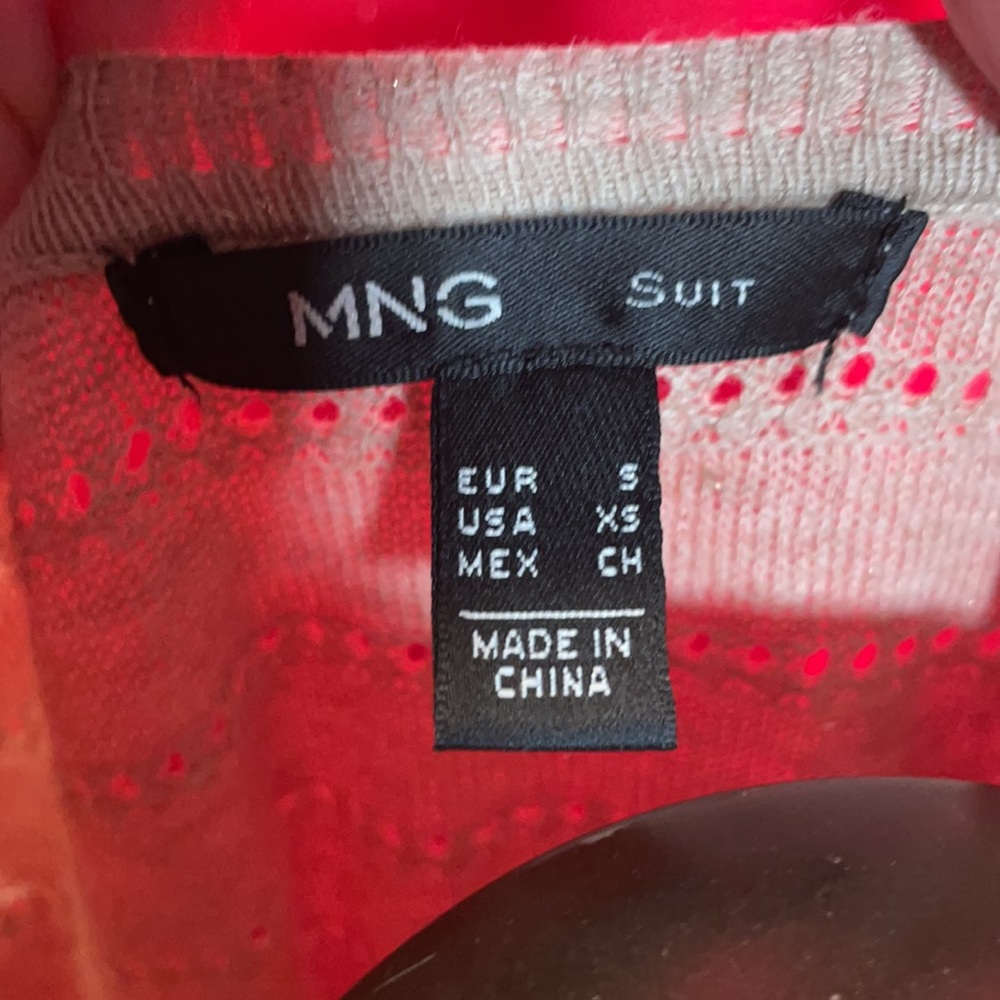 MNG SUIT
EUR S
USA XS
MEX CH
MADE IN
CHINA